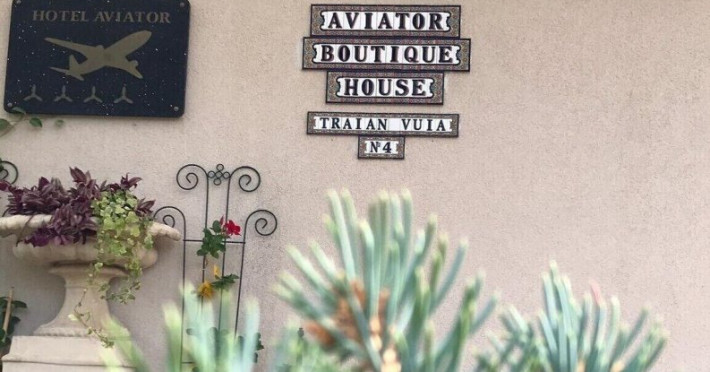 HOTEL AVIATOR
AVIATOR
BOUTIQUE
HOUSE
TRAIAN VUIA
Nº4